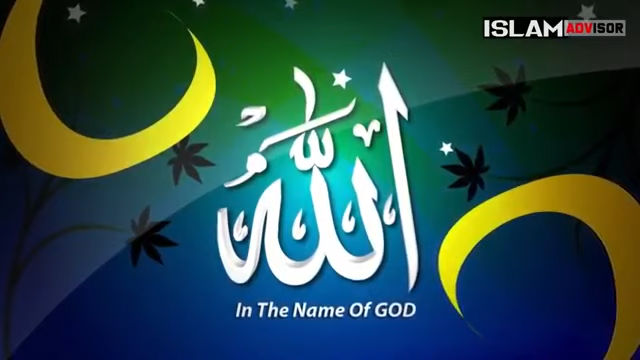 ISLAM ADVISOR
الله
In The Name Of GOD